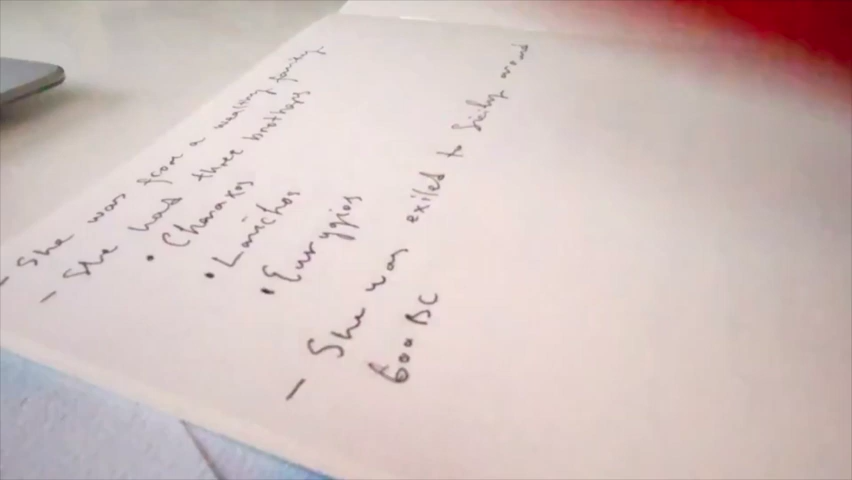 - She was from a wealthy family
- She had three brothers
• Charaxos
• Larichos
• Eurygios
- She was exiled to Sicily around
600 BC